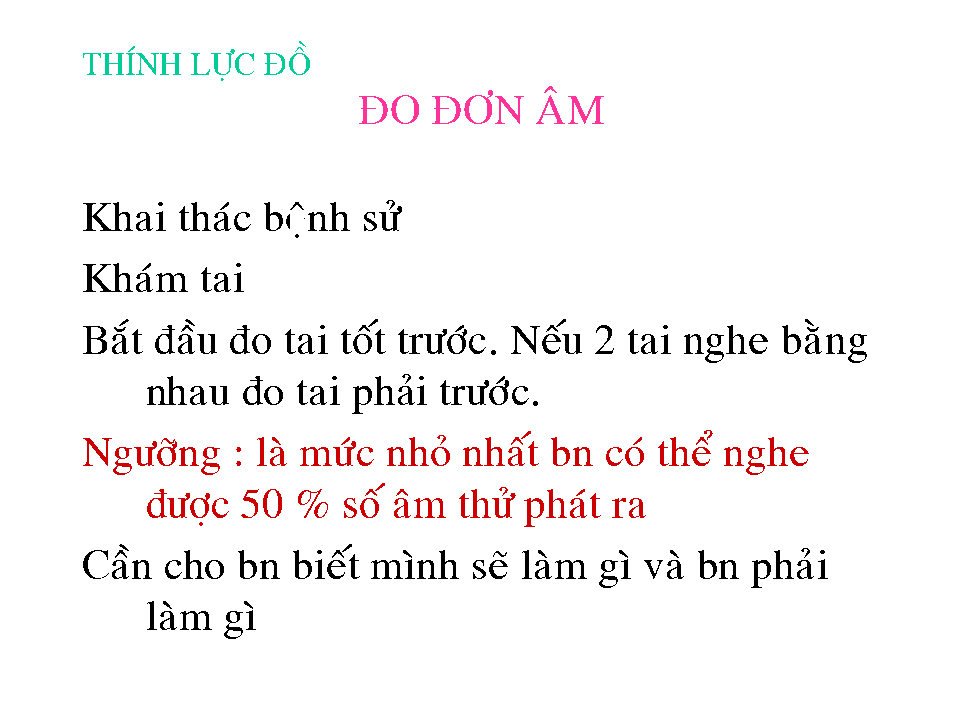 THÍNH LỰC ĐỒ
ĐO ĐƠN ÂM
Khai thác bệnh sử
Khám tai
Bắt đầu đo tai tốt trước. Nếu 2 tai nghe bằng
nhau đo tai phải trước.
Ngưỡng : là mức nhỏ nhất bn có thể nghe
được 50 % số âm thử phát ra
Cần cho bn biết mình sẽ làm gì và bn phải
làm gì